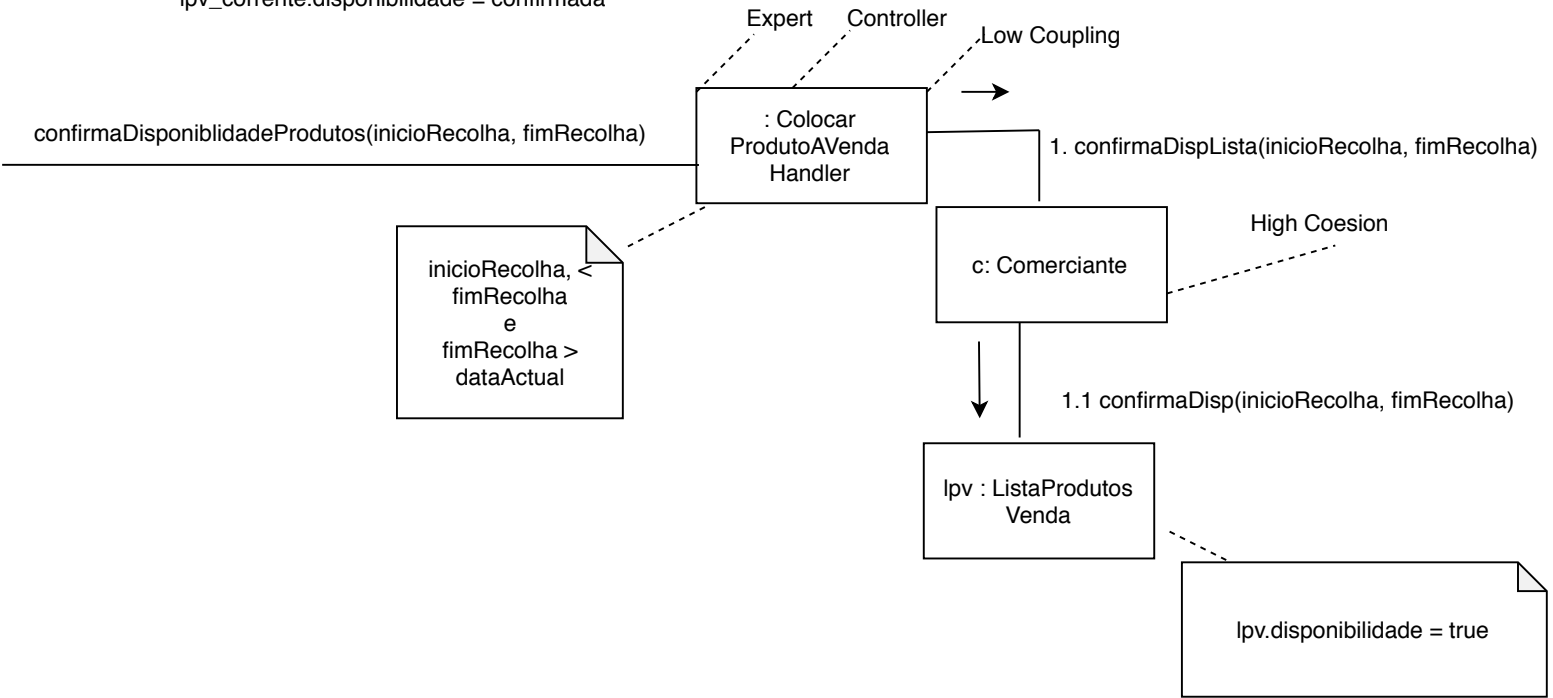 lpv_corrente.disponibilidade = confirmada
Expert
Controller
Low Coupling
confirmaDisponiblidadeProdutos(inicioRecolha, fimRecolha)
: Colocar
ProdutoAVenda
Handler
1. confirmaDispLista(inicioRecolha, fimRecolha)
High Coesion
inicioRecolha, <
fimRecolha
e
fimRecolha >
dataActual
c: Comerciante
1.1 confirmaDisp(inicioRecolha, fimRecolha)
lpv : ListaProdutos
Venda
lpv.disponibilidade = true